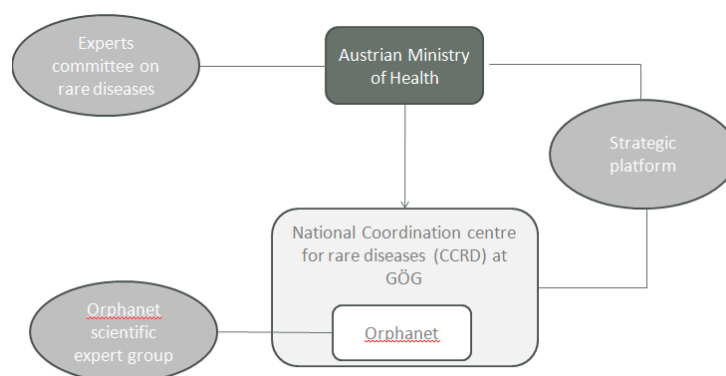 Experts
committee on
rare diseases
Austrian Ministry
of Health
Strategic
platform
National Coordination centre
for rare diseases (CCRD) at
GÖG
Orphanet
scientific
expert group
Orphanet